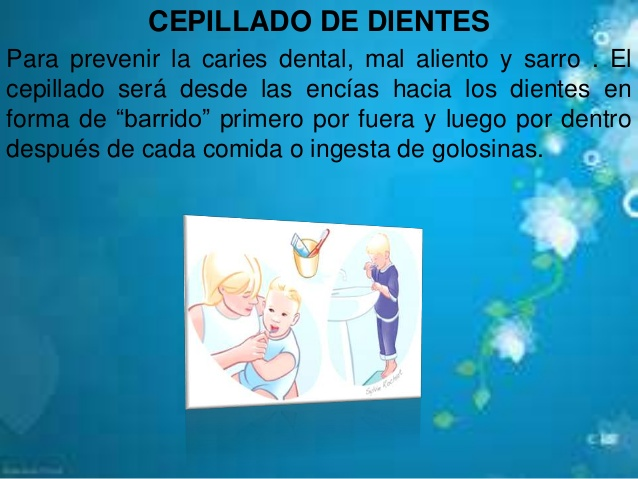 CEPILLADO DE DIENTES
Para prevenir la caries dental, mal aliento y sarro . El
cepillado será desde las encías hacia los dientes en
forma de “barrido” primero por fuera y luego por dentro
después de cada comida o ingesta de golosinas.